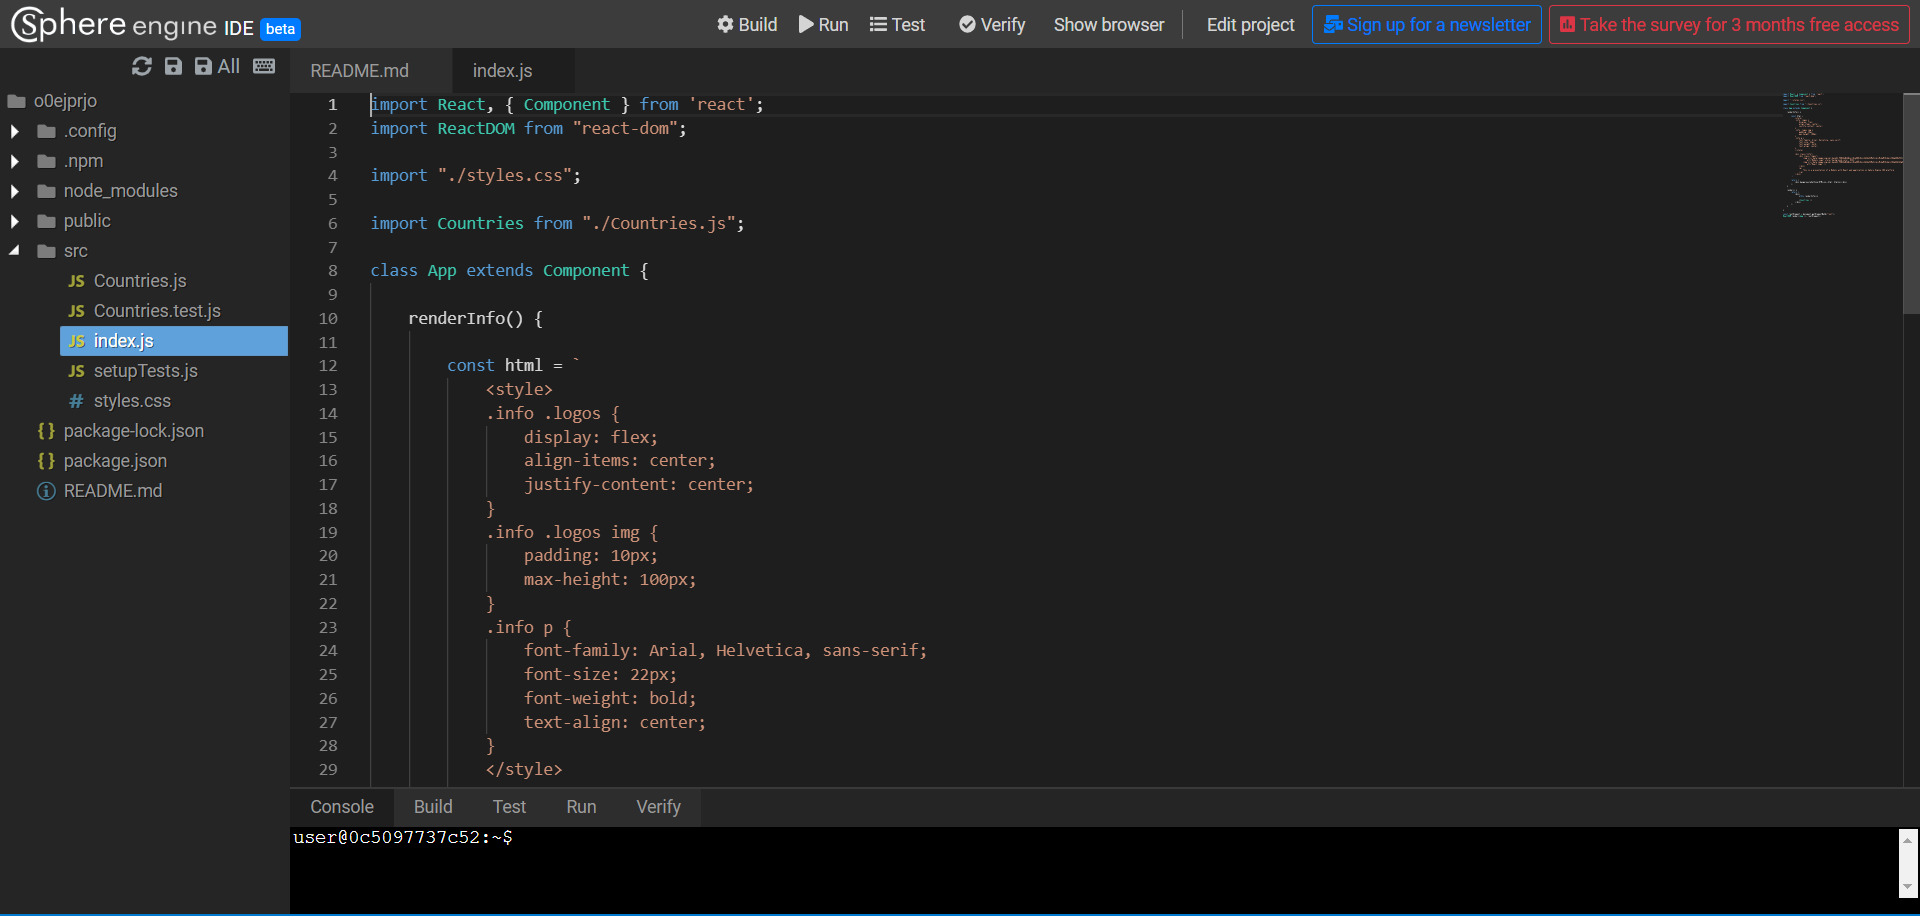 Sphere engine IDE beta
Build Run Test Verify Show browser Edit project Sign up for a newsletter Take the survey for 3 months free access
All
o0ejprjo
.config
.npm
node_modules
public
src
JS Countries.js
JS Countries.test.js
JS index.js
JS setupTests.js
# styles.css
{} package-lock.json
{} package.json
README.md
README.md index.js
1 import React, { Component } from 'react';
2 import ReactDOM from "react-dom";
3
4 import "./styles.css";
5
6 import Countries from "./Countries.js";
7
8 class App extends Component {
9
10 renderInfo() {
11
12 const html = `
13 <style>
14 .info .logos {
15 display: flex;
16 align-items: center;
17 justify-content: center;
18 }
19 .info .logos img {
20 padding: 10px;
21 max-height: 100px;
22 }
23 .info p {
24 font-family: Arial, Helvetica, sans-serif;
25 font-size: 22px;
26 font-weight: bold;
27 text-align: center;
28 }
29 </style>
Console Build Test Run Verify
user@0c5097737c52:~$